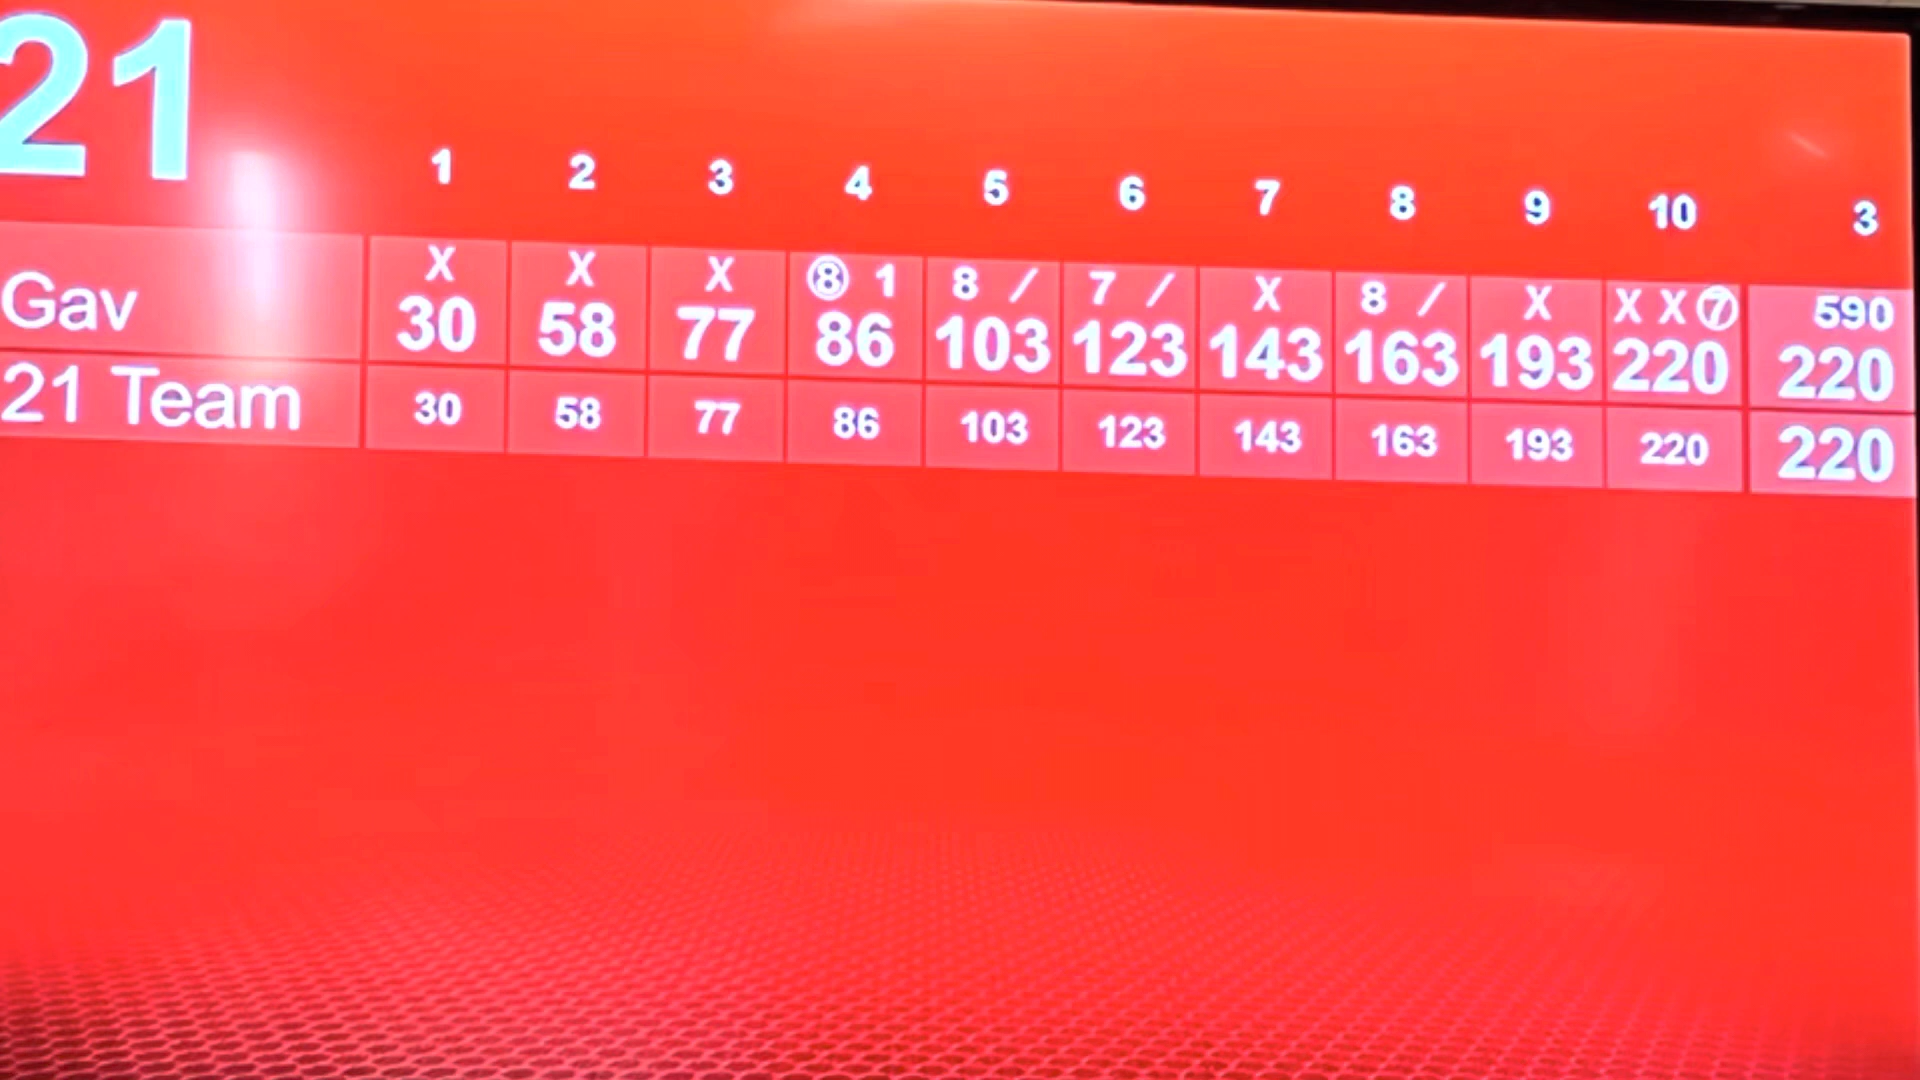 21
1 2 3 4 5 6 7 8 9 10 3
X X X ⑧ 1 8 / 7 / X 8 / X X X ⑦ 590
Gav 30 58 77 86 103 123 143 163 193 220 220
21 Team 30 58 77 86 103 123 143 163 193 220 220